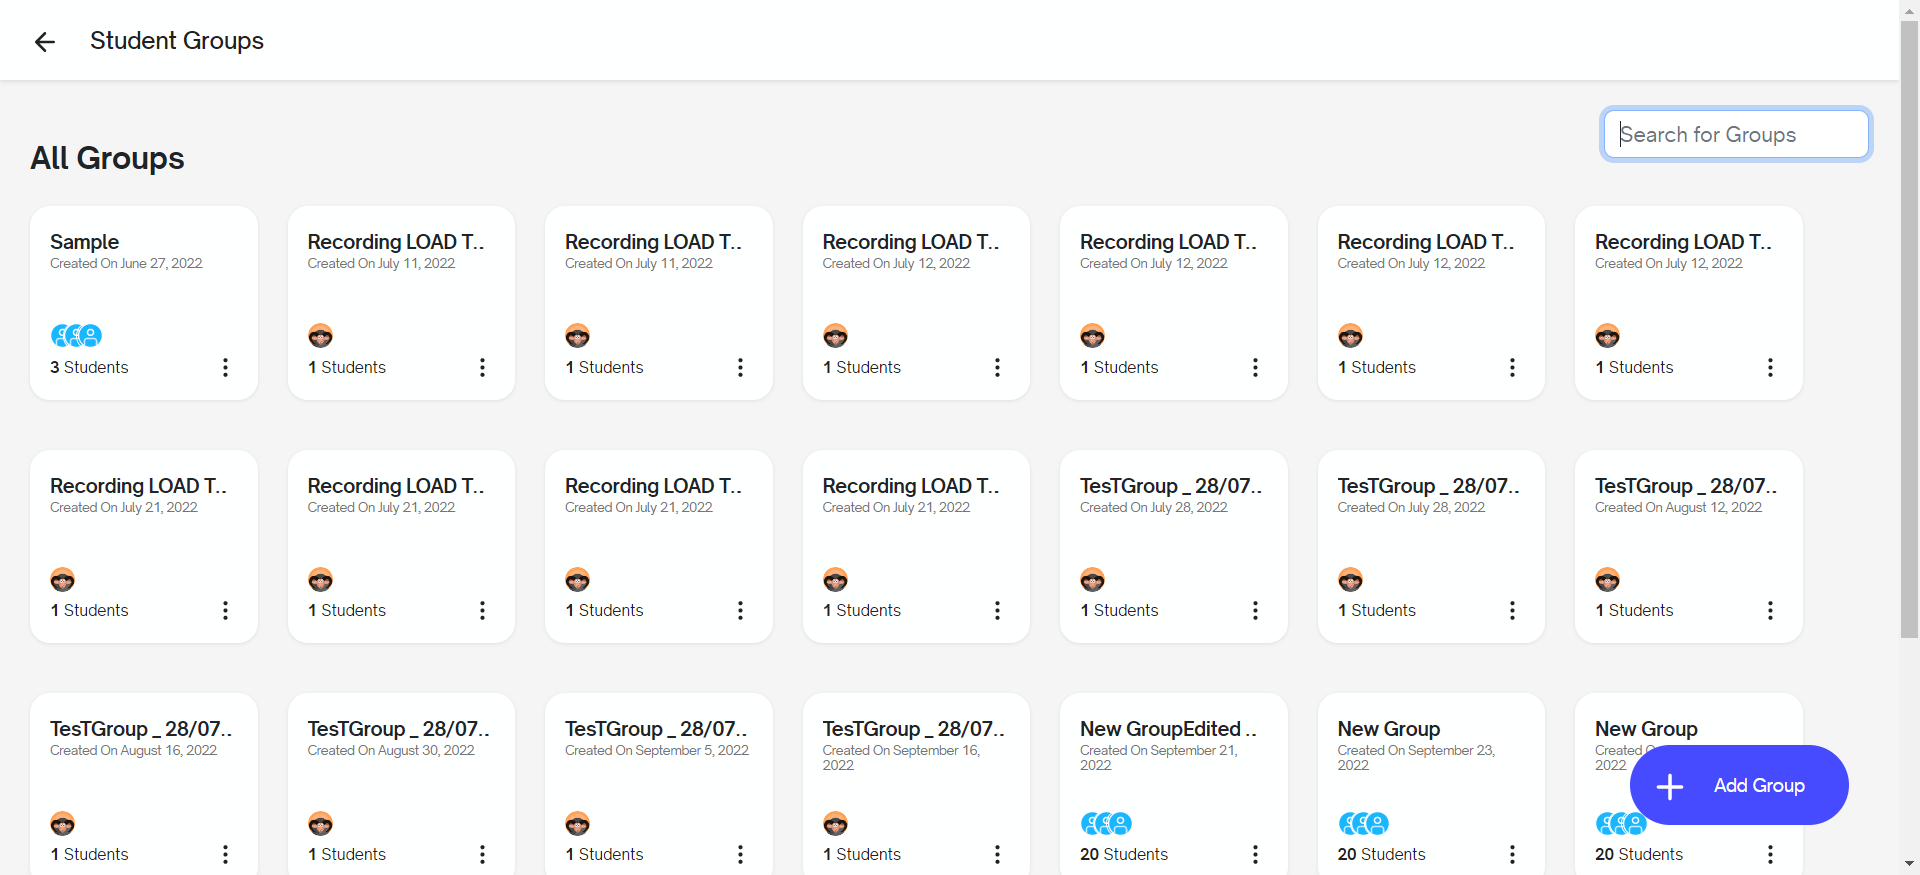 Student Groups
Search for Groups
All Groups
Sample
Created On June 27, 2022
3 Students
Recording LOAD T..
Created On July 11, 2022
1 Students
Recording LOAD T..
Created On July 11, 2022
1 Students
Recording LOAD T..
Created On July 12, 2022
1 Students
Recording LOAD T..
Created On July 12, 2022
1 Students
Recording LOAD T..
Created On July 12, 2022
1 Students
Recording LOAD T..
Created On July 12, 2022
1 Students
Recording LOAD T..
Created On July 21, 2022
1 Students
Recording LOAD T..
Created On July 21, 2022
1 Students
Recording LOAD T..
Created On July 21, 2022
1 Students
Recording LOAD T..
Created On July 21, 2022
1 Students
TesTGroup _ 28/07..
Created On July 28, 2022
1 Students
TesTGroup _ 28/07..
Created On July 28, 2022
1 Students
TesTGroup _ 28/07..
Created On August 12, 2022
1 Students
TesTGroup _ 28/07..
Created On August 16, 2022
1 Students
TesTGroup _ 28/07..
Created On August 30, 2022
1 Students
TesTGroup _ 28/07..
Created On September 5, 2022
1 Students
TesTGroup _ 28/07..
Created On September 16,
2022
1 Students
New GroupEdited ..
Created On September 21,
2022
20 Students
New Group
Created On September 23,
2022
20 Students
New Group
Created
2022
20 Students
Add Group